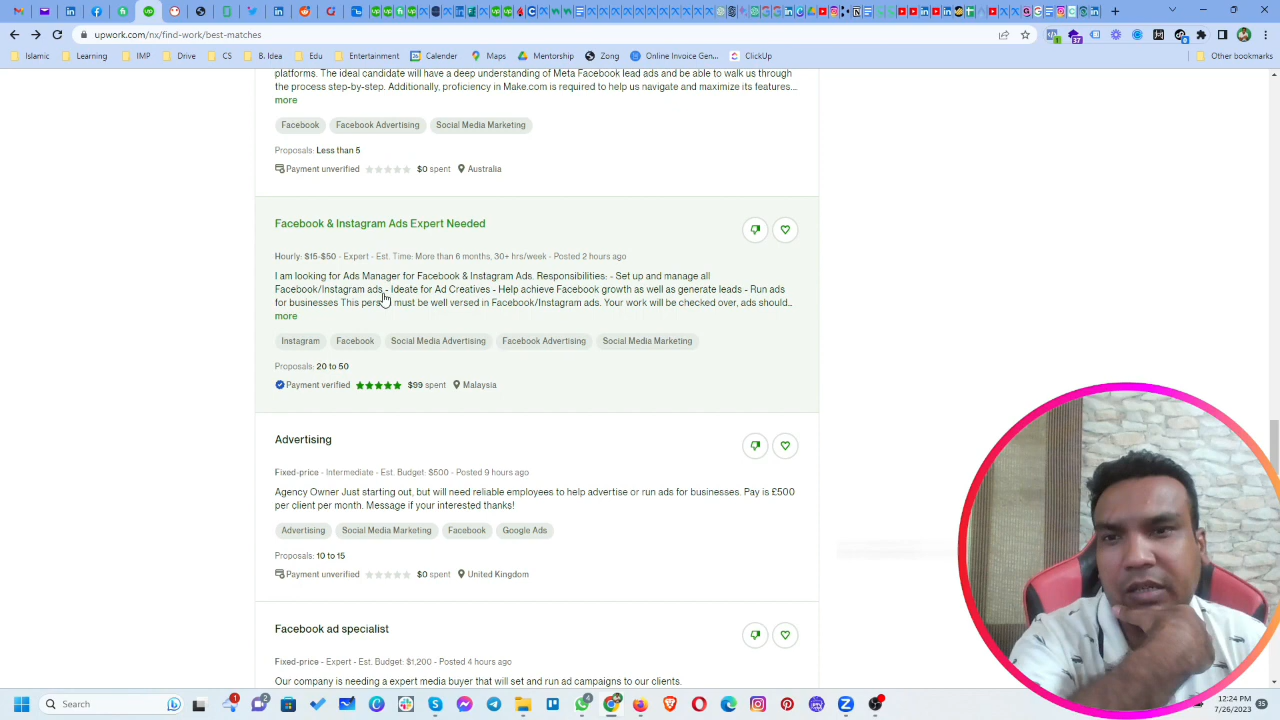 upwork.com/nx/find-work/best-matches
Islamic
Learning
IMP
Drive
CS
B. Idea
Edu
Entertainment
Calender
Maps
Mentorship
Zong
Online Invoice Gen...
ClickUp
Other bookmarks
platforms. The ideal candidate will have a deep understanding of Meta Facebook lead ads and be able to walk us through
the process step-by-step. Additionally, proficiency in Make.com is required to help us navigate and maximize its features...
more
Facebook Facebook Advertising Social Media Marketing
Proposals: Less than 5
Payment unverified $0 spent Australia
Facebook & Instagram Ads Expert Needed
Hourly: $15-$50 - Expert - Est. Time: More than 6 months, 30+ hrs/week - Posted 2 hours ago
I am looking for Ads Manager for Facebook & Instagram Ads. Responsibilities: - Set up and manage all
Facebook/Instagram ads - Ideate for Ad Creatives - Help achieve Facebook growth as well as generate leads - Run ads
for businesses This person must be well versed in Facebook/Instagram ads. Your work will be checked over, ads should...
more
Instagram Facebook Social Media Advertising Facebook Advertising Social Media Marketing
Proposals: 20 to 50
Payment verified $99 spent Malaysia
Advertising
Fixed-price - Intermediate - Est. Budget: $500 - Posted 9 hours ago
Agency Owner Just starting out, but will need reliable employees to help advertise or run ads for businesses. Pay is £500
per client per month. Message if your interested thanks!
Advertising Social Media Marketing Facebook Google Ads
Proposals: 10 to 15
Payment unverified $0 spent United Kingdom
Facebook ad specialist
Fixed-price - Expert - Est. Budget: $1,200 - Posted 4 hours ago
Our company is needing a expert media buyer that will set and run ad campaigns to our clients.
Search
12:24 PM
7/26/2023